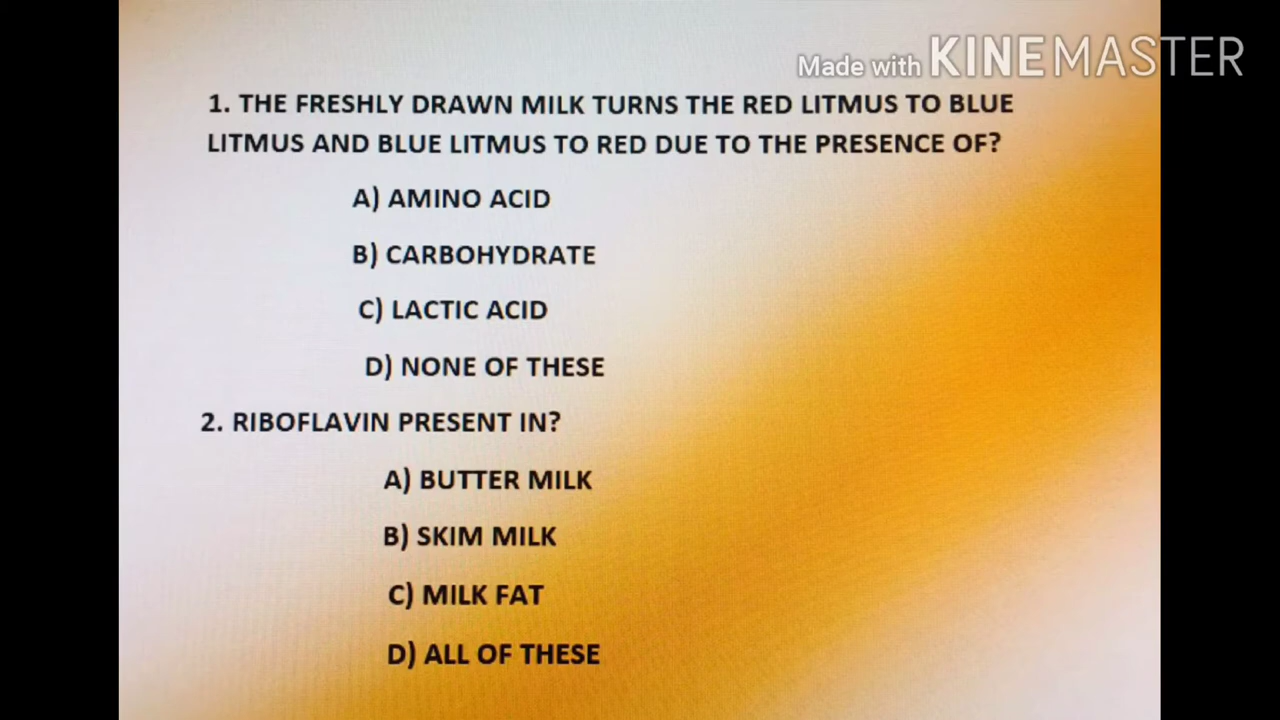 Made with KINEMASTER
1. THE FRESHLY DRAWN MILK TURNS THE RED LITMUS TO BLUE
LITMUS AND BLUE LITMUS TO RED DUE TO THE PRESENCE OF?
A) AMINO ACID
B) CARBOHYDRATE
C) LACTIC ACID
D) NONE OF THESE
2. RIBOFLAVIN PRESENT IN?
A) BUTTER MILK
B) SKIM MILK
C) MILK FAT
D) ALL OF THESE